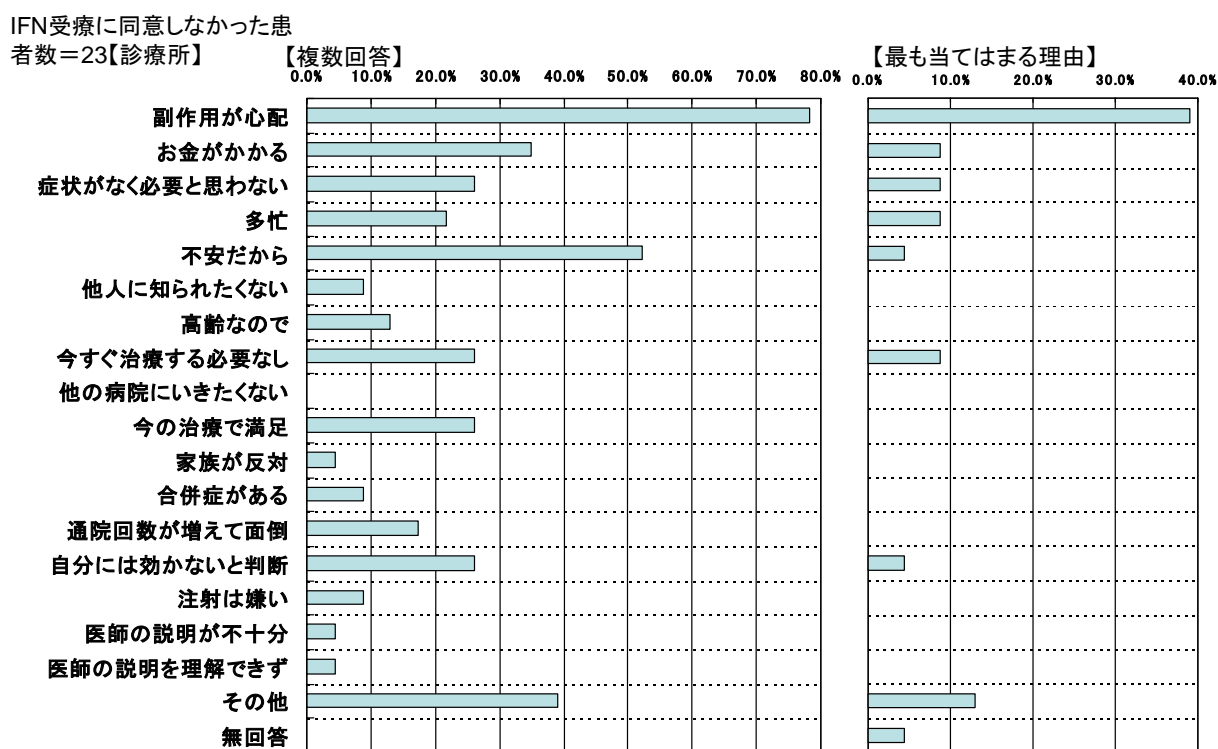 IFN受療に同意しなかった患
者数＝23【診療所】
【複数回答】
【最も当てはまる理由】
0.0% 10.0% 20.0% 30.0% 40.0% 50.0% 60.0% 70.0% 80.0%
0.0% 10.0% 20.0% 30.0% 40.0%
副作用が心配
お金がかかる
症状がなく必要と思わない
多忙
不安だから
他人に知られたくない
高齢なので
今すぐ治療する必要なし
他の病院にいきたくない
今の治療で満足
家族が反対
合併症がある
通院回数が増えて面倒
自分には効かないと判断
注射は嫌い
医師の説明が不十分
医師の説明を理解できず
その他
無回答